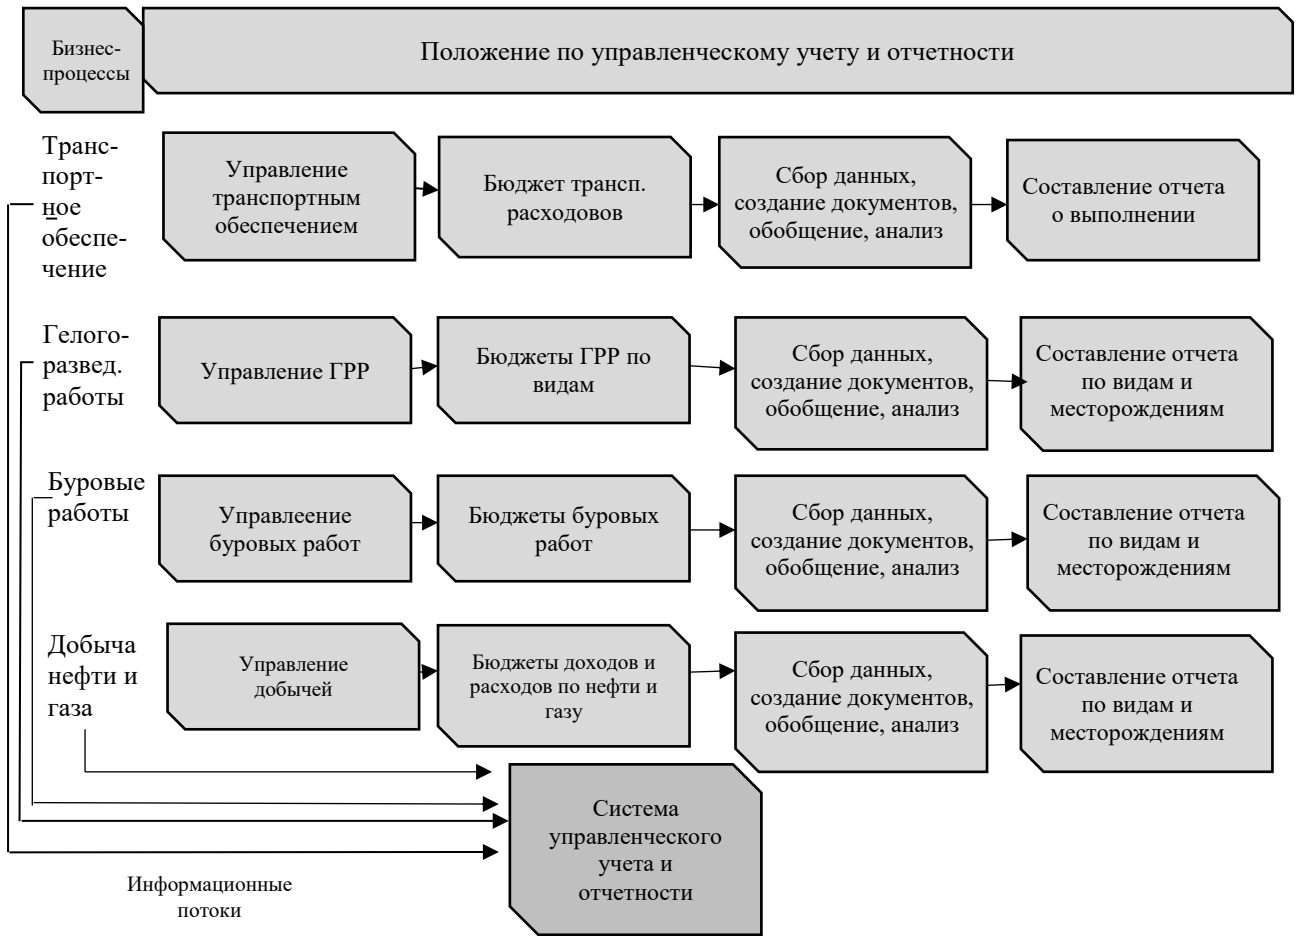 Бизнес-
процессы
Положение по управленческому учету и отчетности
Транс-
порт-
ное
обеспе-
чение
Управление
транспортным
обеспечением
Бюджет трансп.
расходовов
Сбор данных,
создание документов,
обобщение, анализ
Составление отчета
о выполнении
Гелого-
развед.
работы
Управление ГРР
Бюджеты ГРР по
видам
Сбор данных,
создание документов,
обобщение, анализ
Составление отчета
по видам и
месторождениям
Буровые
работы
Управлеение
буровых работ
Бюджеты буровых
работ
Сбор данных,
создание документов,
обобщение, анализ
Составление отчета
по видам и
месторождениям
Добыча
нефти и
газа
Управление
добычей
Бюджеты доходов и
расходов по нефти и
газу
Сбор данных,
создание документов,
обобщение, анализ
Составление отчета
по видам и
месторождениям
Система
управленческого
учета и
отчетности
Информационные
потоки